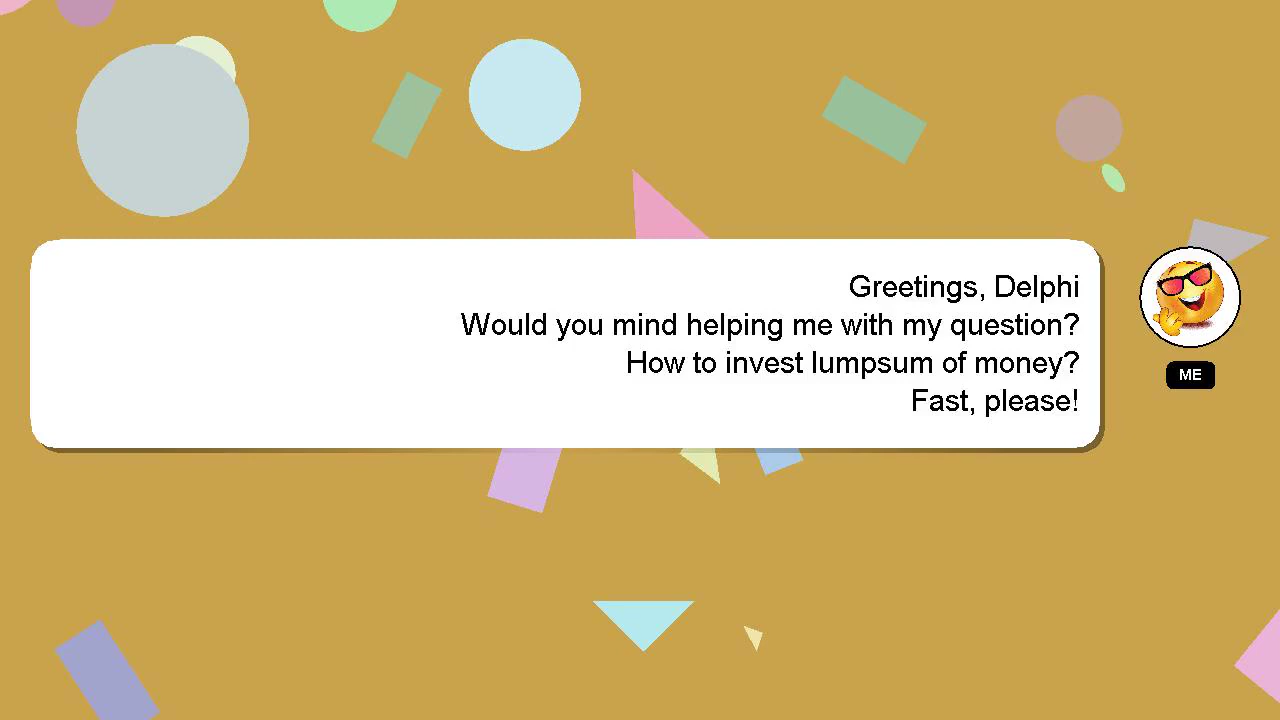 Greetings, Delphi
Would you mind helping me with my question?
How to invest lumpsum of money?
Fast, please!
ME